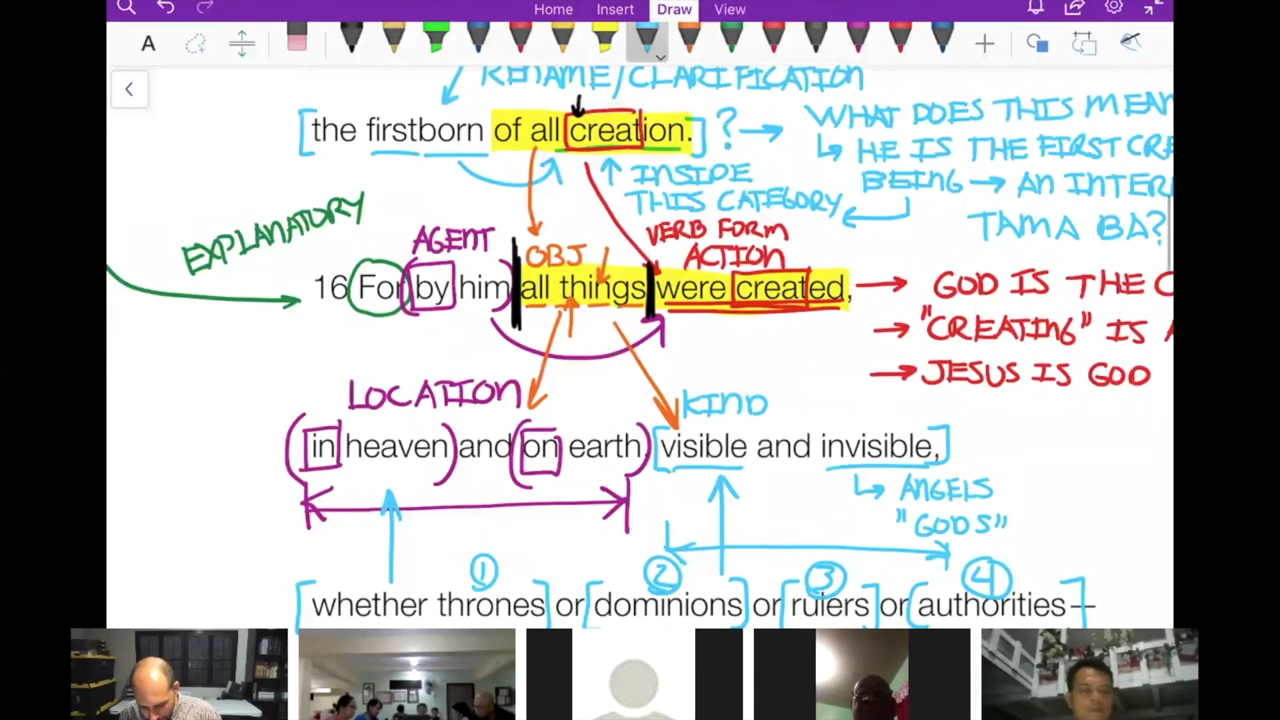 Home Insert Draw View
A
RENAME/CLARIFICATION
[the firstborn of all creation.] ? → WHAT DOES THIS MEAN
↳ HE IS THE FIRST
INSIDE
THIS CATEGORY
BEING → AN
TAMA BA?
EXPLANATORY
AGENT
OBJ
VERB FORM
ACTION
16 For (by him) all things were created,
→ GOD IS THE
→ "CREATING" IS
→ JESUS IS GOD
LOCATION
KIND
(in heaven) and (on earth), [visible and invisible,]
↳ ANGELS
"GODS"
① ② ③ ④
[whether thrones] or [dominions] or [rulers] or [authorities—